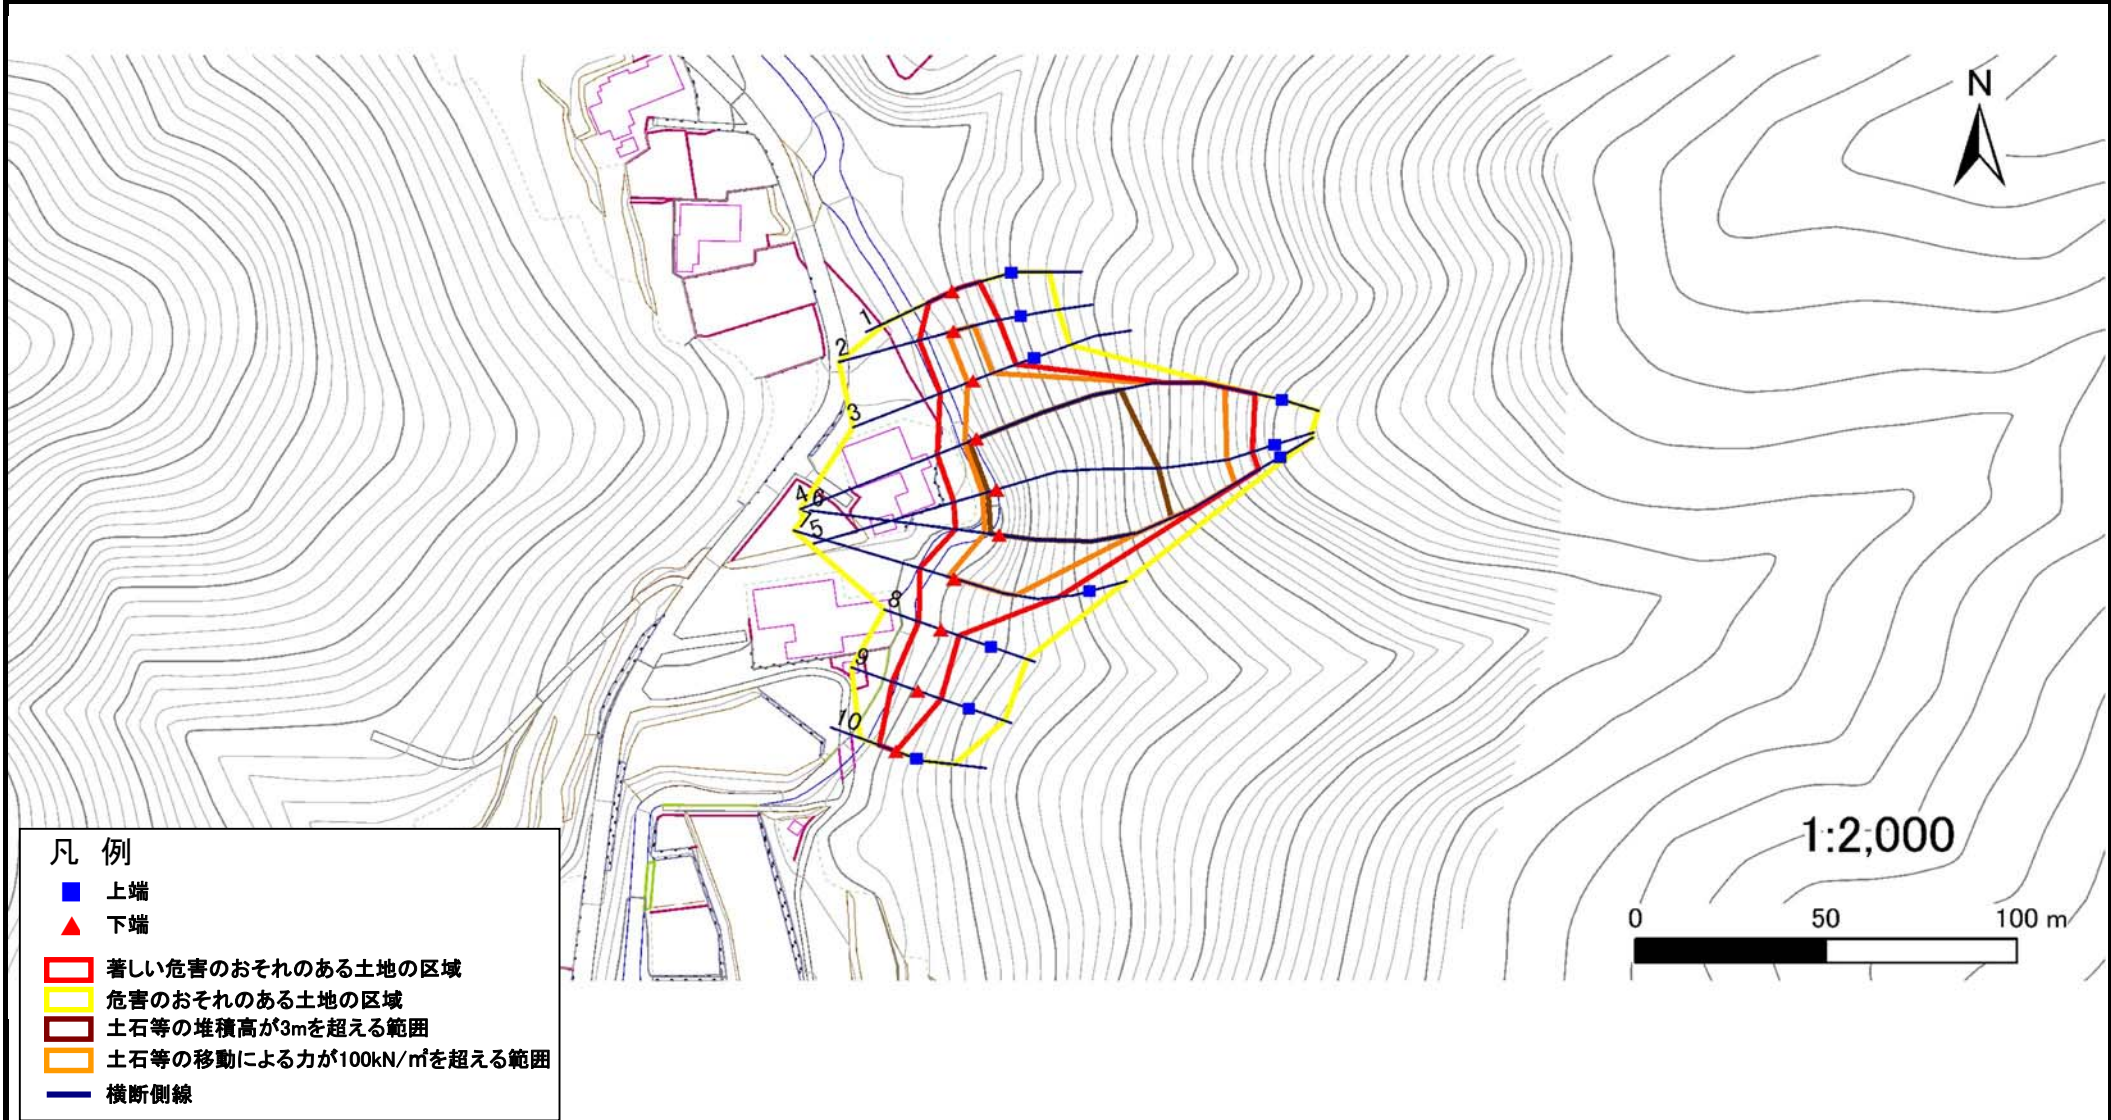 N
1
2
3
4 6
7
5
8
9
10
1:2,000
0 50 100 m
凡 例
上端
下端
著しい危害のおそれのある土地の区域
危害のおそれのある土地の区域
土石等の堆積高が3mを超える範囲
土石等の移動による力が100kN/㎡を超える範囲
横断側線